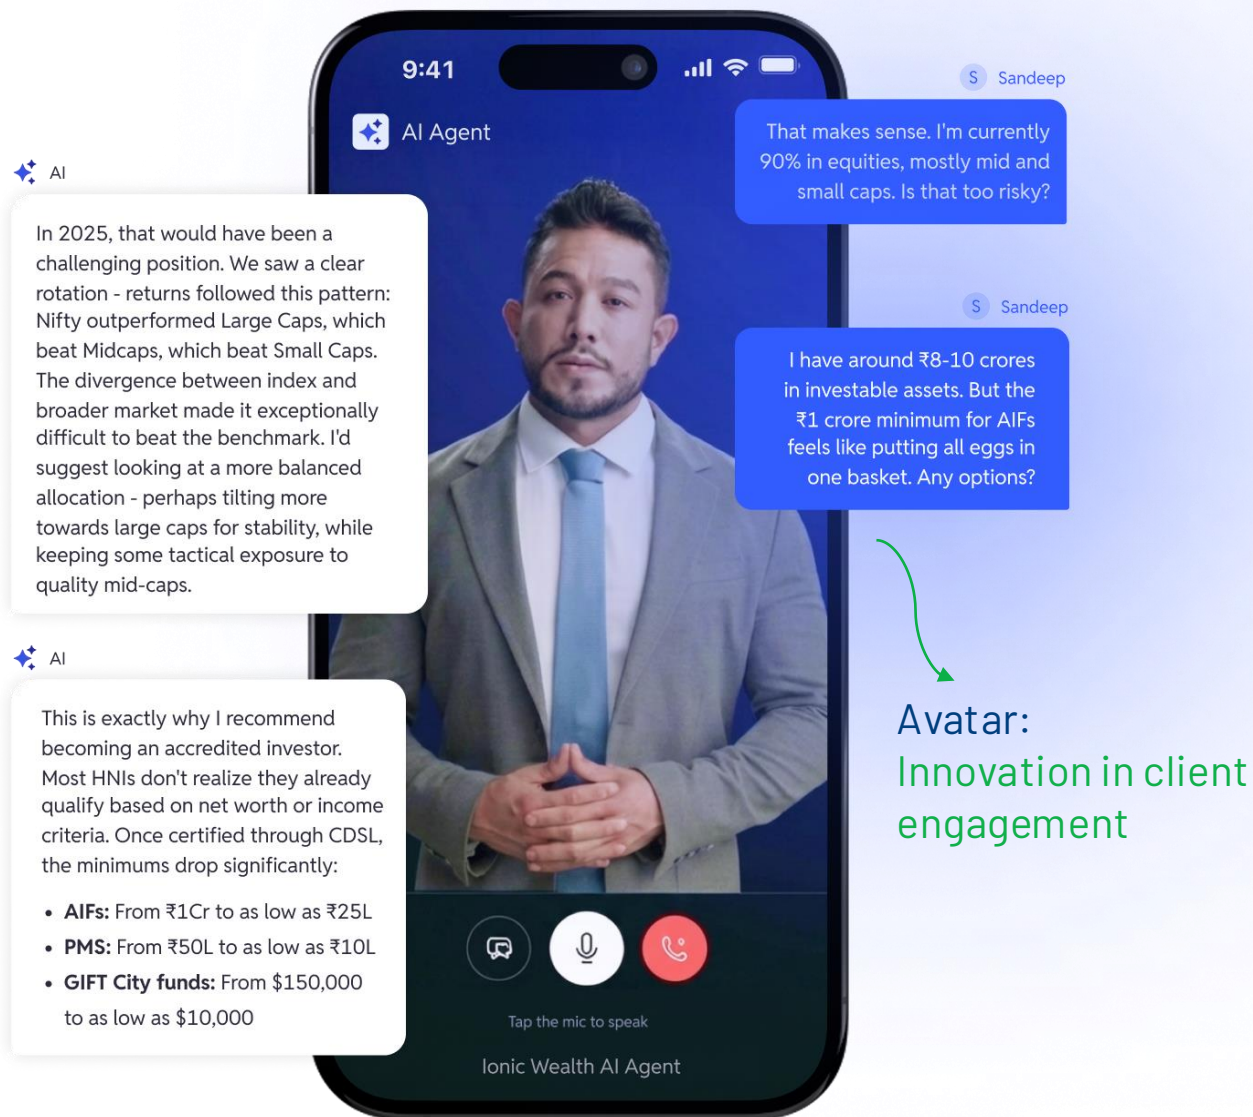 9:41
AI Agent
S Sandeep
That makes sense. I'm currently
90% in equities, mostly mid and
small caps. Is that too risky?
AI
In 2025, that would have been a
challenging position. We saw a clear
rotation - returns followed this pattern:
Nifty outperformed Large Caps, which
beat Midcaps, which beat Small Caps.
The divergence between index and
broader market made it exceptionally
difficult to beat the benchmark. I'd
suggest looking at a more balanced
allocation - perhaps tilting more
towards large caps for stability, while
keeping some tactical exposure to
quality mid-caps.
S Sandeep
I have around ₹8-10 crores
in investable assets. But the
₹1 crore minimum for AIFs
feels like putting all eggs in
one basket. Any options?
AI
This is exactly why I recommend
becoming an accredited investor.
Most HNIs don't realize they already
qualify based on net worth or income
criteria. Once certified through CDSL,
the minimums drop significantly:
• AIFs: From ₹1Cr to as low as ₹25L
• PMS: From ₹50L to as low as ₹10L
• GIFT City funds: From $150,000
to as low as $10,000
Avatar:
Innovation in client
engagement
Tap the mic to speak
Ionic Wealth AI Agent